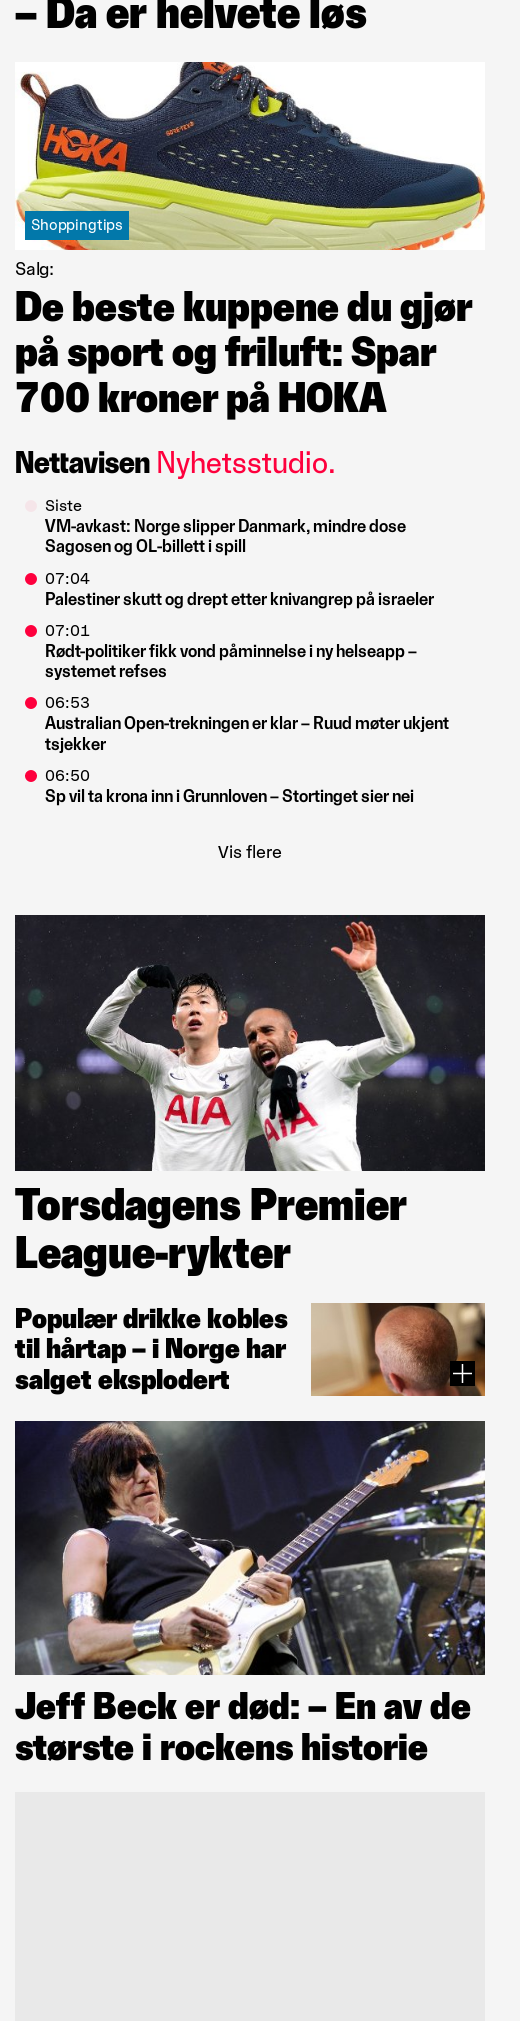 – Da er helvete løs
HOKA
GORE-TEX
Shoppingtips
Salg:
De beste kuppene du gjør
på sport og friluft: Spar
700 kroner på HOKA
Nettavisen Nyhetsstudio.
Siste
VM-avkast: Norge slipper Danmark, mindre dose
Sagosen og OL-billett i spill
07:04
Palestiner skutt og drept etter knivangrep på israeler
07:01
Rødt-politiker fikk vond påminnelse i ny helseapp –
systemet refses
06:53
Australian Open-trekningen er klar – Ruud møter ukjent
tsjekker
06:50
Sp vil ta krona inn i Grunnloven – Stortinget sier nei
Vis flere
AIA
AIA
Torsdagens Premier
League-rykter
Populær drikke kobles
til hårtap – i Norge har
salget eksplodert
Jeff Beck er død: – En av de
største i rockens historie